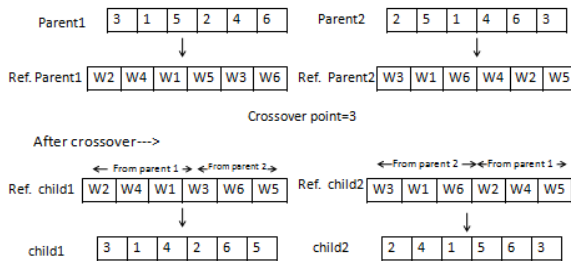 Parent1 3 1 5 2 4 6 Parent2 2 5 1 4 6 3
Ref. Parent1 W2 W4 W1 W5 W3 W6 Ref. Parent2 W3 W1 W6 W4 W2 W5
Crossover point=3
After crossover--->
From parent 1 From parent 2 From parent 2 From parent 1
Ref. child1 W2 W4 W1 W3 W6 W5 Ref. child2 W3 W1 W6 W2 W4 W5
child1 3 1 4 2 6 5 child2 2 4 1 5 6 3